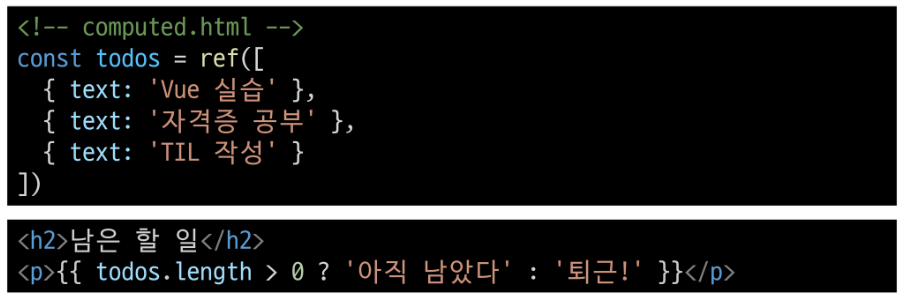 <!-- computed.html -->
const todos = ref([
  { text: 'Vue 실습' },
  { text: '자격증 공부' },
  { text: 'TIL 작성' }
])
<h2>남은 할 일</h2>
<p>{{ todos.length > 0 ? '아직 남았다' : '퇴근!' }}</p>